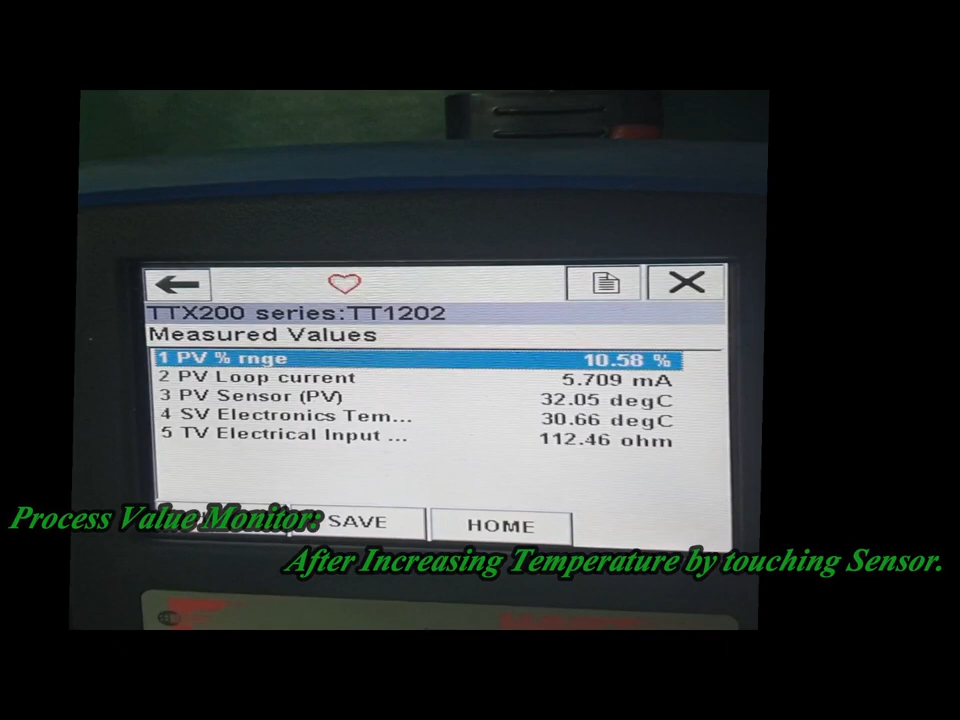 TTX200 series:TT1202
Measured Values
1 PV % rnge 10.58 %
2 PV Loop current 5.709 mA
3 PV Sensor (PV) 32.05 degC
4 SV Electronics Tem... 30.66 degC
5 TV Electrical Input ... 112.46 ohm
SAVE HOME
Process Value Monitor:
After Increasing Temperature by touching Sensor.